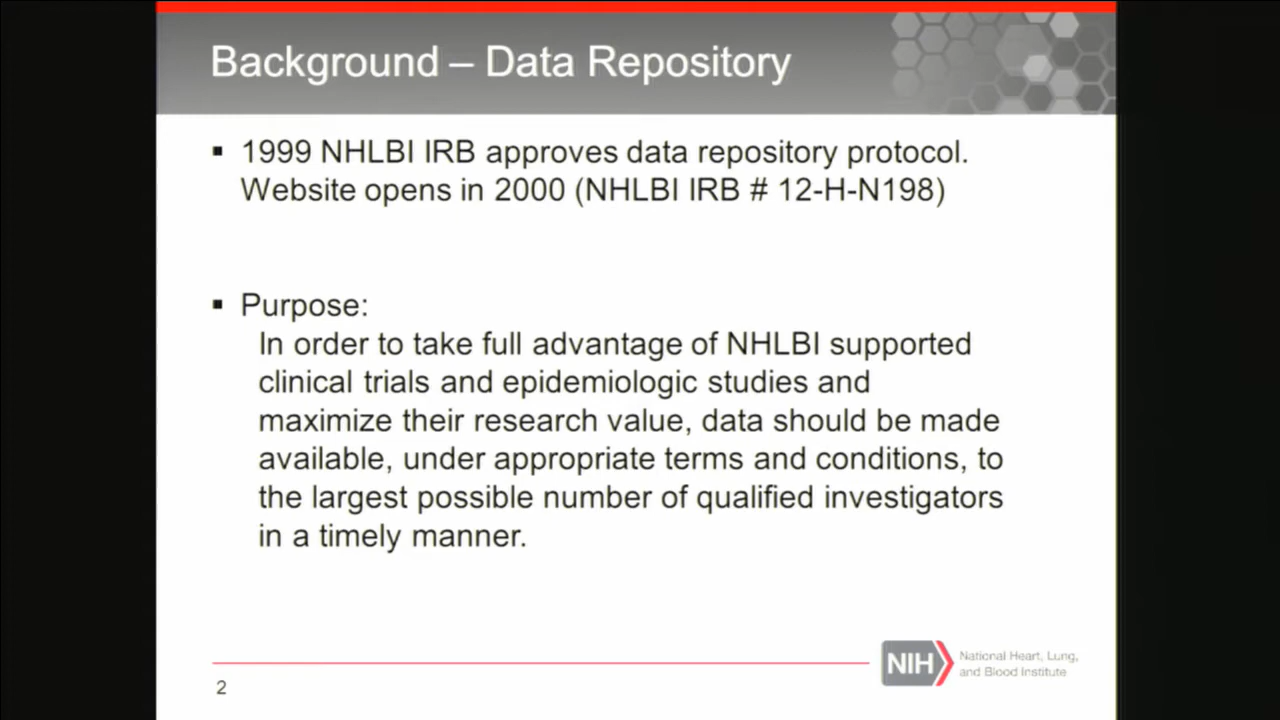 Background – Data Repository
▪ 1999 NHLBI IRB approves data repository protocol.
Website opens in 2000 (NHLBI IRB # 12-H-N198)
▪ Purpose:
In order to take full advantage of NHLBI supported
clinical trials and epidemiologic studies and
maximize their research value, data should be made
available, under appropriate terms and conditions, to
the largest possible number of qualified investigators
in a timely manner.
NIH National Heart, Lung,
and Blood Institute
2